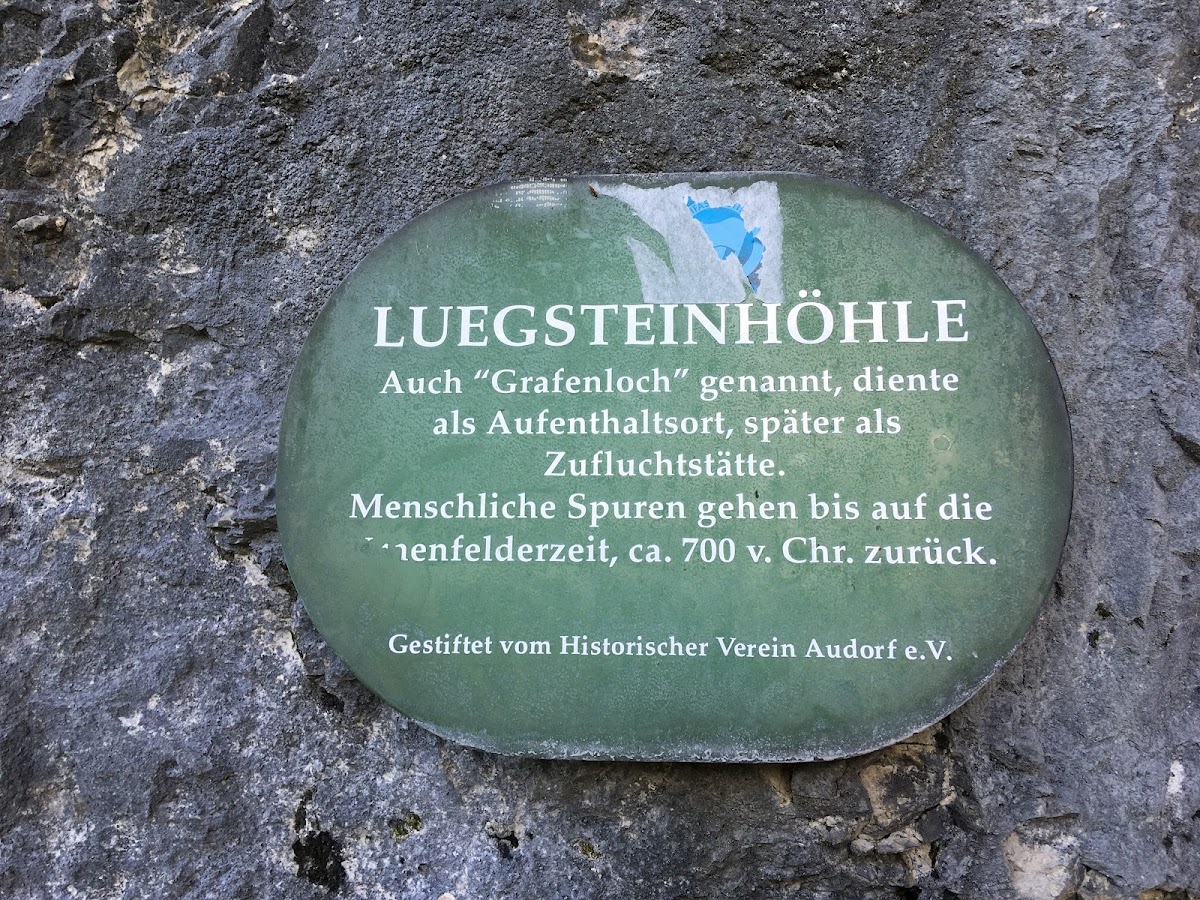 LUEGSTEINHÖHLE
Auch “Grafenloch” genannt, diente
als Aufenthaltsort, später als
Zufluchtstätte.
Menschliche Spuren gehen bis auf die
ca. 700 v. Chr. zurück.
Gestiftet vom Historischer Verein Audorf e.V.